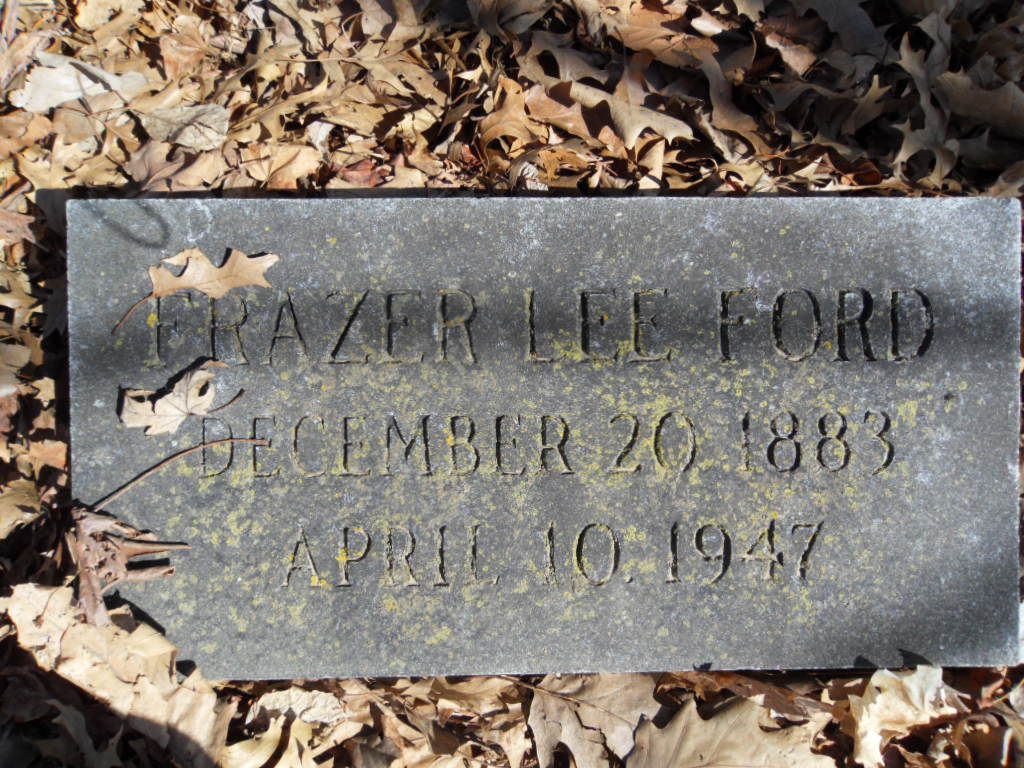 FRAZER LEE FORD
DECEMBER 20, 1883
APRIL 10, 1947